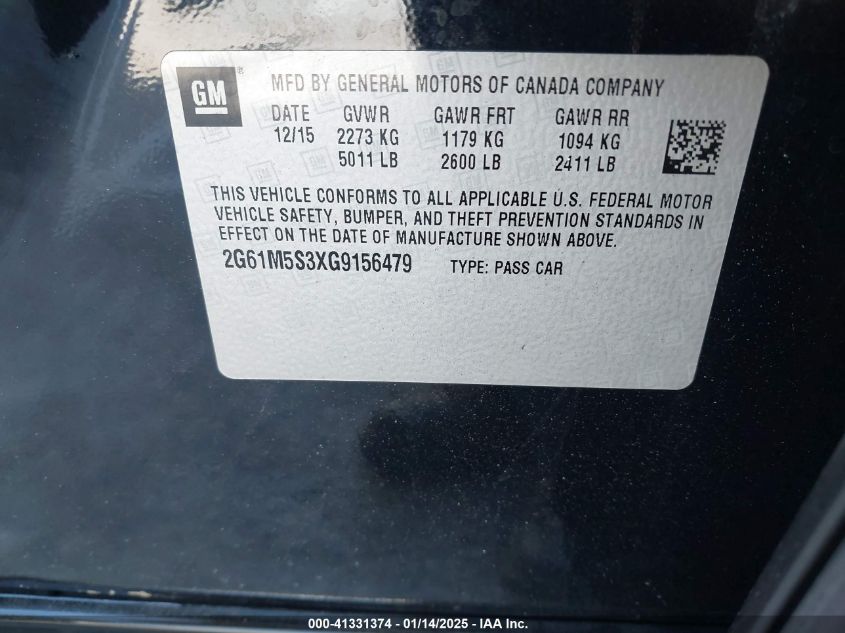 GM
MFD BY GENERAL MOTORS OF CANADA COMPANY
DATE GVWR GAWR FRT GAWR RR
12/15 2273 KG 1179 KG 1094 KG
5011 LB 2600 LB 2411 LB
THIS VEHICLE CONFORMS TO ALL APPLICABLE U.S. FEDERAL MOTOR
VEHICLE SAFETY, BUMPER, AND THEFT PREVENTION STANDARDS IN
EFFECT ON THE DATE OF MANUFACTURE SHOWN ABOVE.
2G61M5S3XG9156479 TYPE: PASS CAR
000-41331374 - 01/14/2025 - IAA Inc.